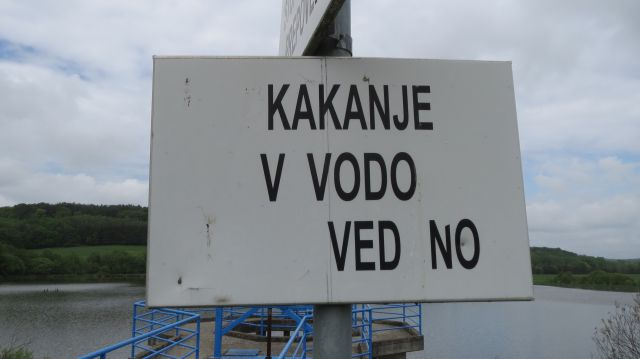 KAKANJE
V VODO
VED NO